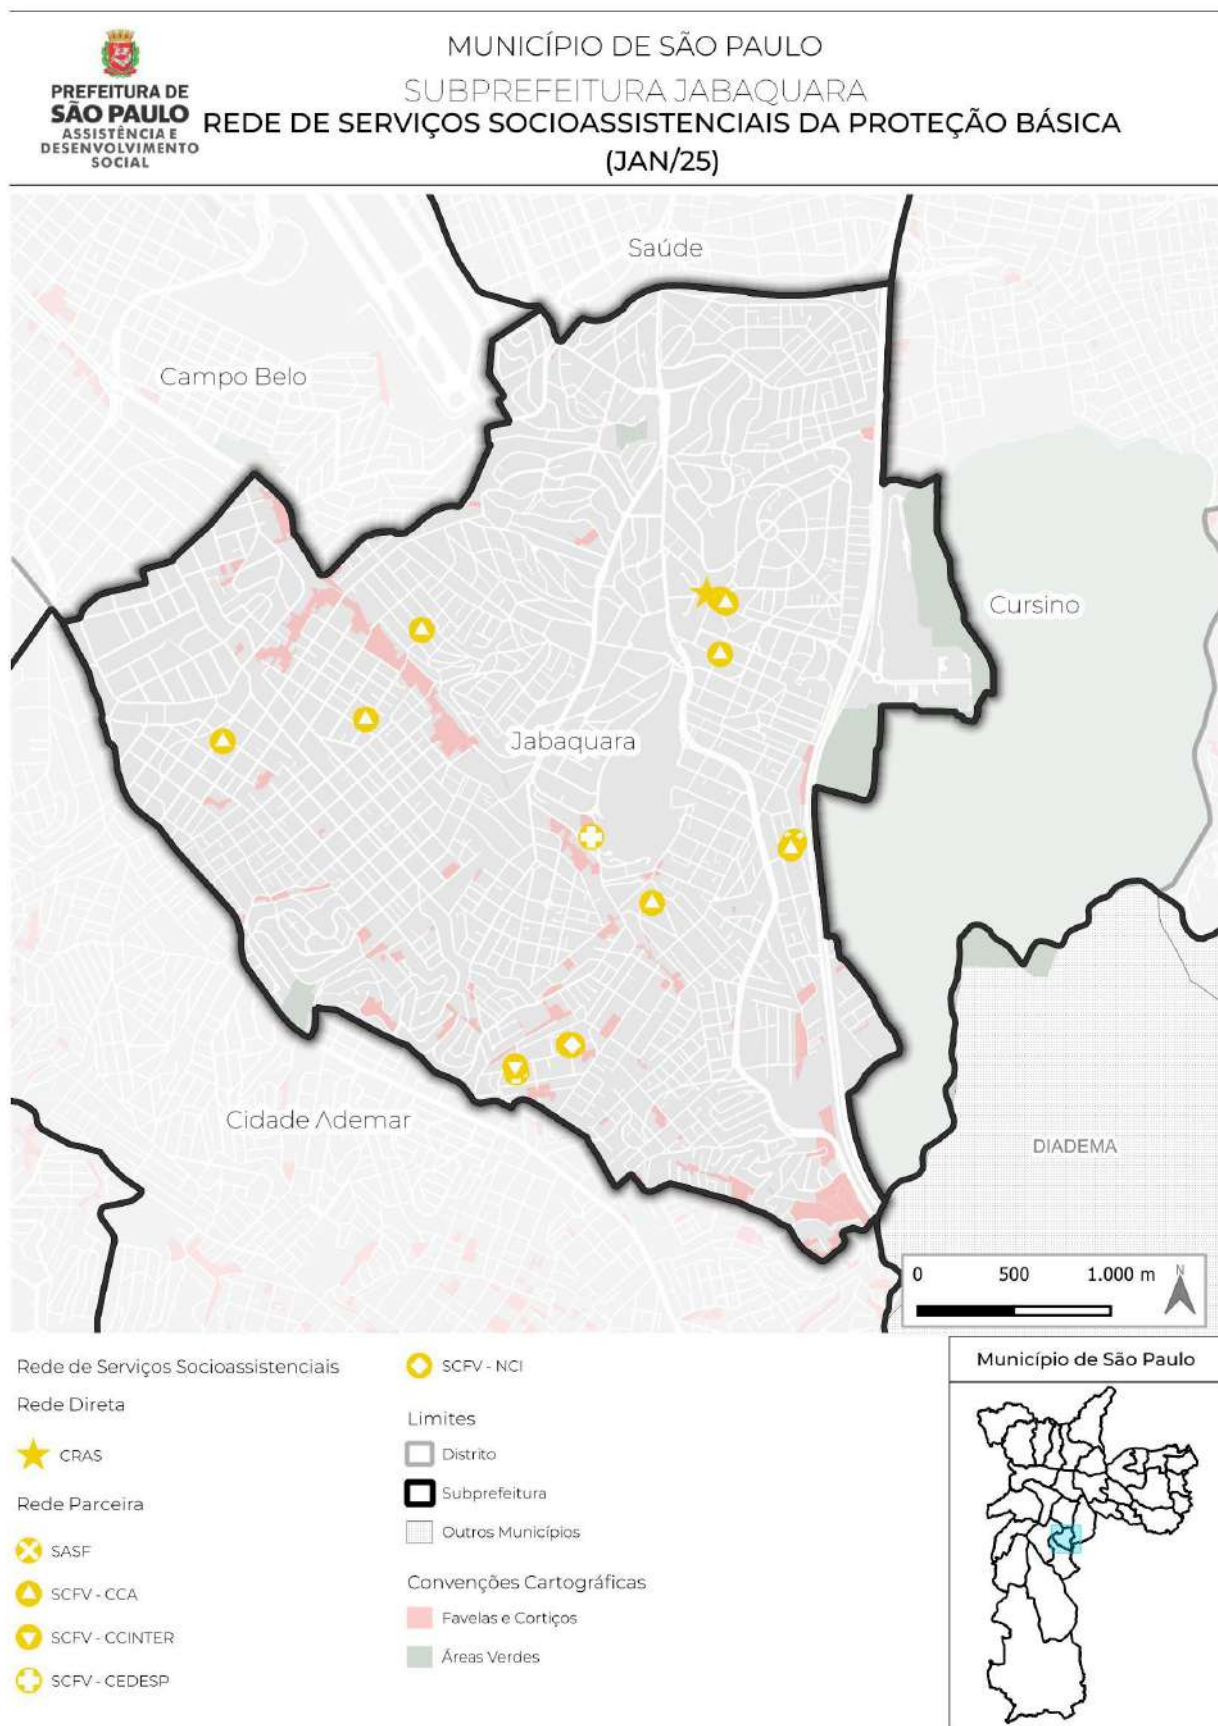 PREFEITURA DE
SÃO PAULO
ASSISTÊNCIA E
DESENVOLVIMENTO
SOCIAL
MUNICÍPIO DE SÃO PAULO
SUBPREFEITURA JABAQUARA
REDE DE SERVIÇOS SOCIOASSISTENCIAIS DA PROTEÇÃO BÁSICA
(JAN/25)
Saúde
Campo Belo
Cursino
Jabaquara
Cidade Ademar
DIADEMA
0 500 1.000 m N
Rede de Serviços Socioassistenciais
Rede Direta
CRAS
Rede Parceira
SASF
SCFV - CCA
SCFV - CCINTER
SCFV - CEDESP
SCFV - NCI
Limites
Distrito
Subprefeitura
Outros Municípios
Convenções Cartográficas
Favelas e Cortiços
Áreas Verdes
Município de São Paulo